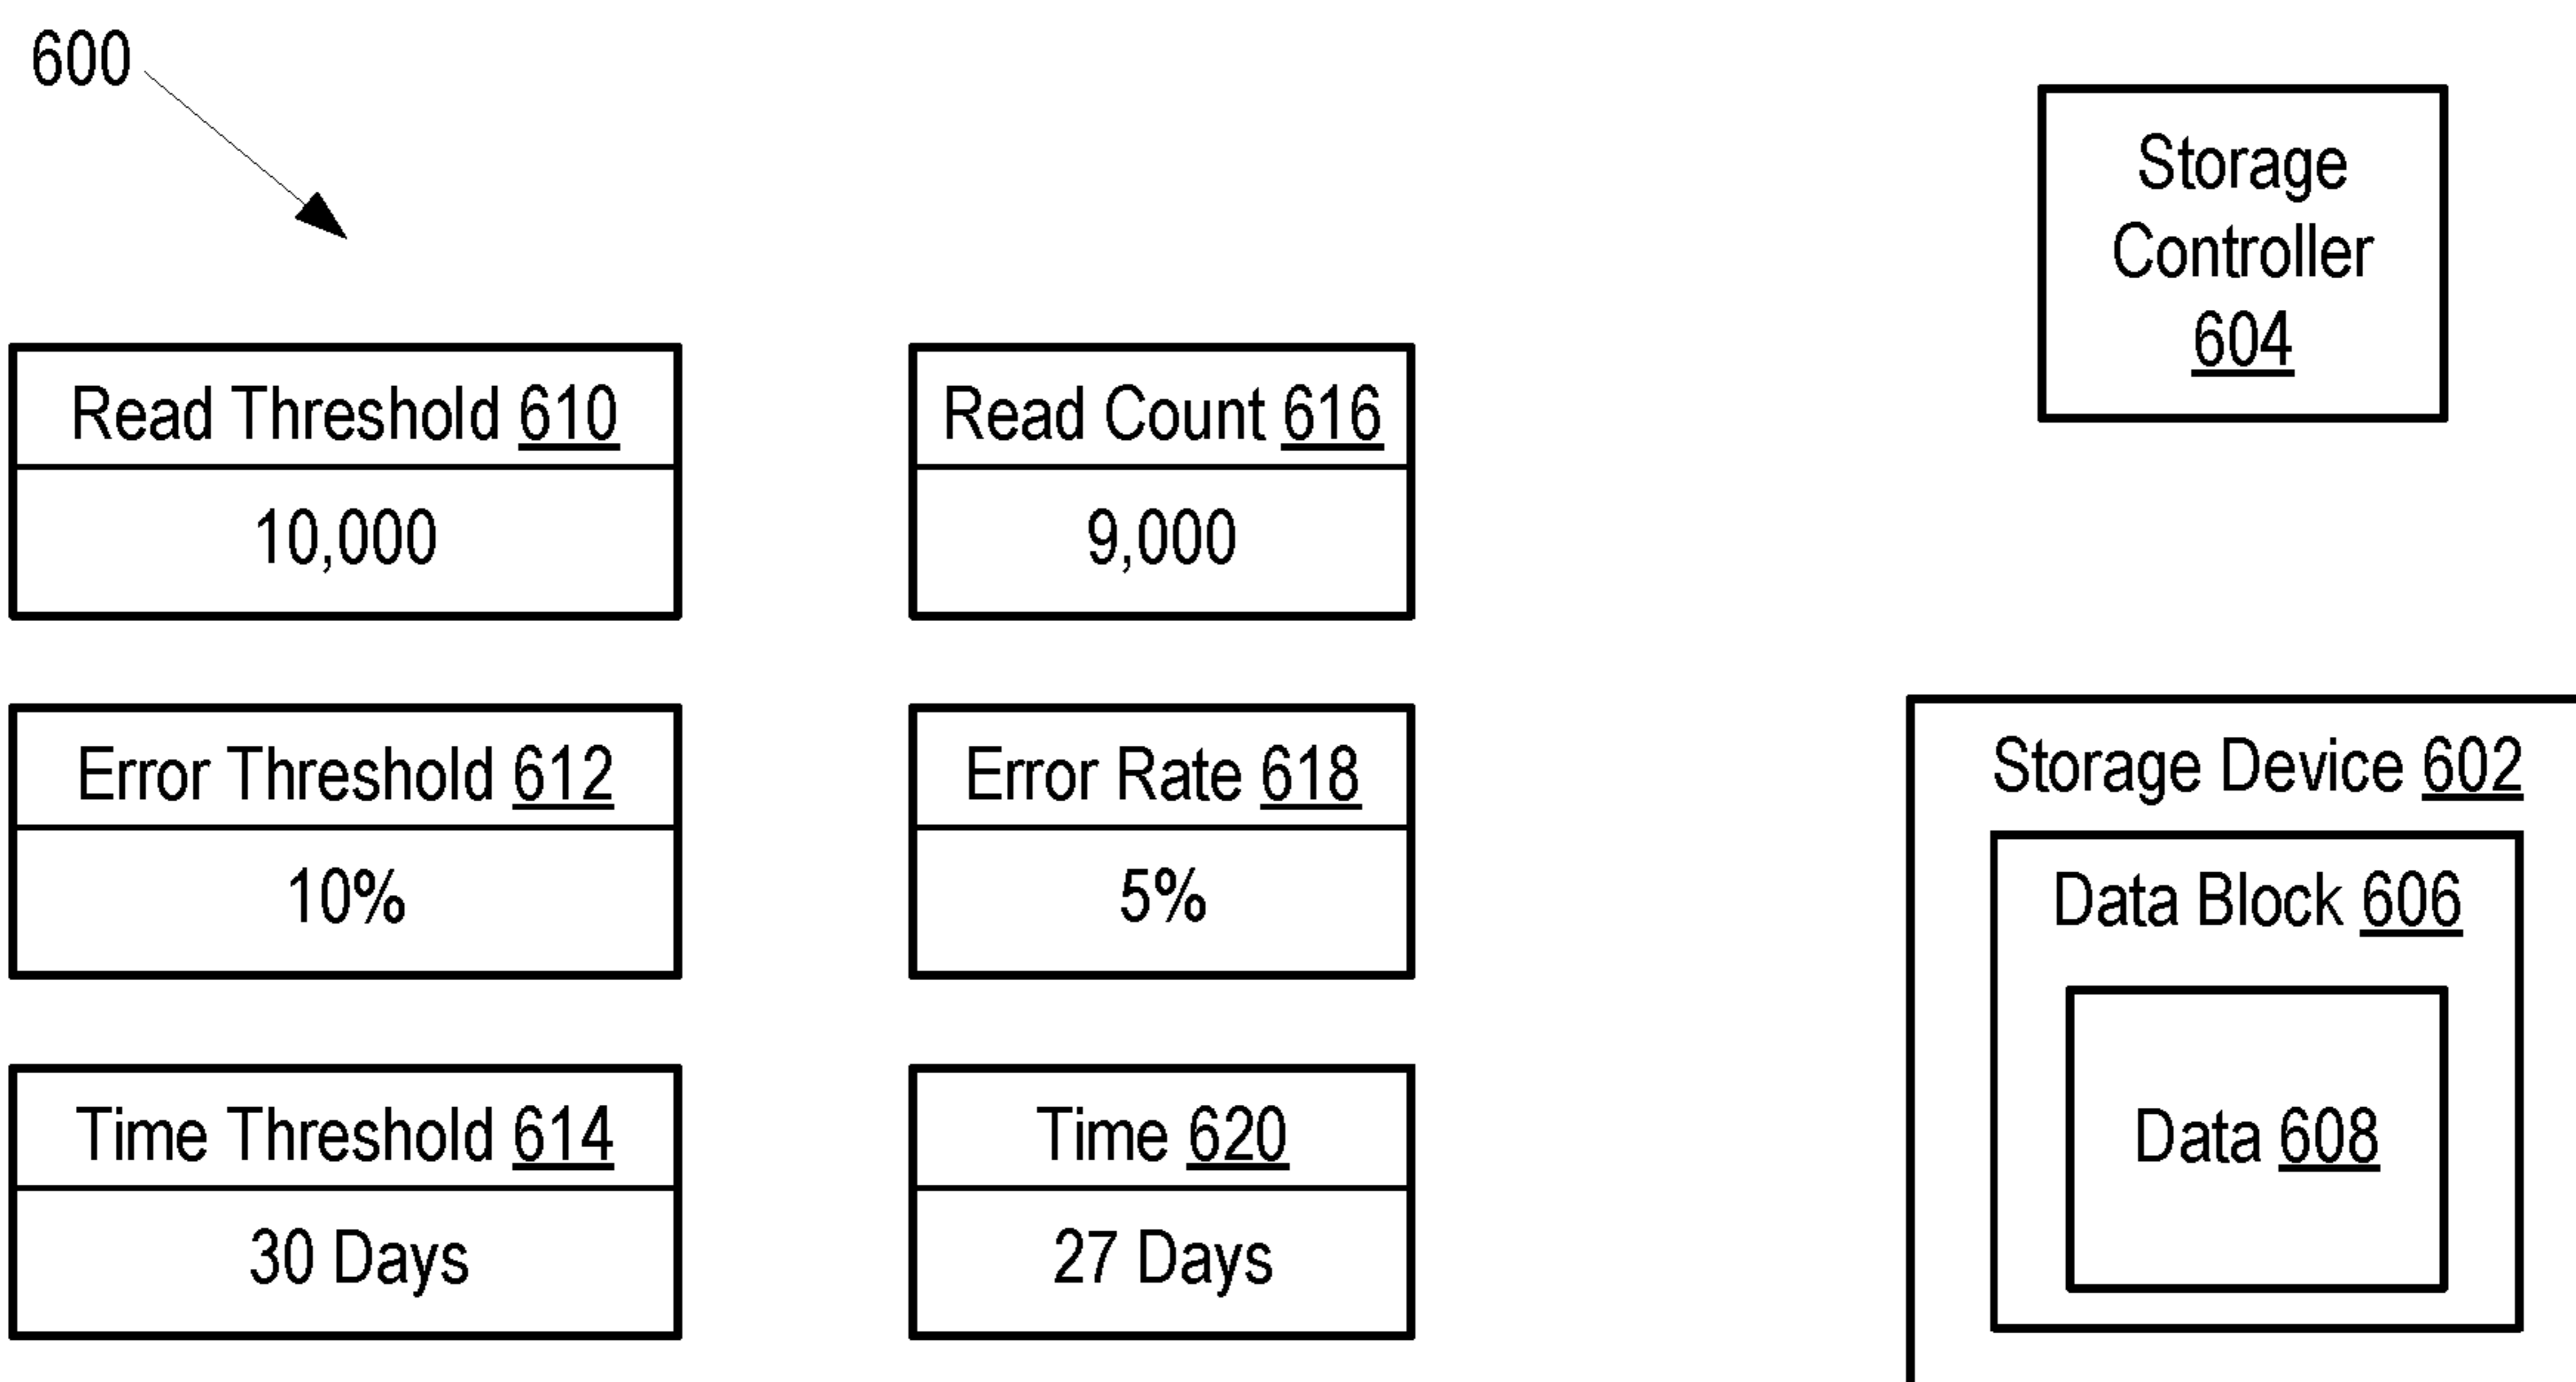 600
Storage
Controller
604
Read Threshold 610
10,000
Read Count 616
9,000
Error Threshold 612
10%
Error Rate 618
5%
Time Threshold 614
30 Days
Time 620
27 Days
Storage Device 602
Data Block 606
Data 608